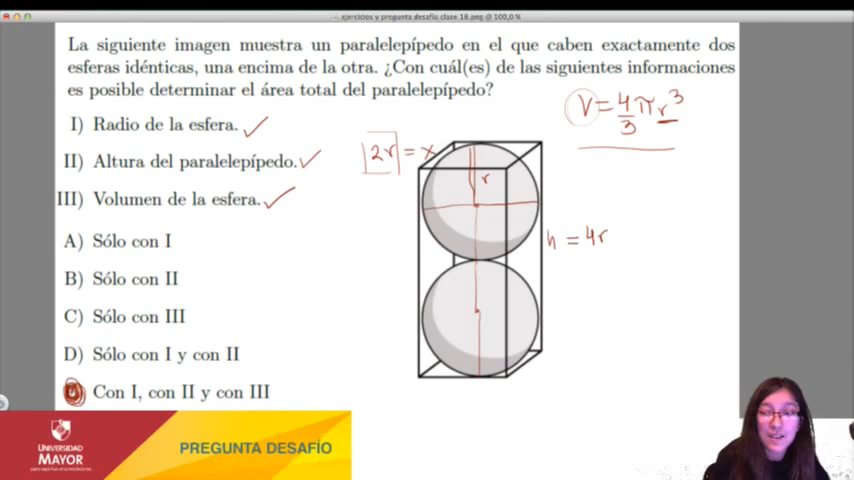 -. ejercicios y pregunta desafío clase 18.png @ 100,0 %
La siguiente imagen muestra un paralelepípedo en el que caben exactamente dos
esferas idénticas, una encima de la otra. ¿Con cuál(es) de las siguientes informaciones
es posible determinar el área total del paralelepípedo?
V = 4/3 π r³
I) Radio de la esfera.
2r = x
II) Altura del paralelepípedo.
r
III) Volumen de la esfera.
A) Sólo con I
h = 4r
B) Sólo con II
C) Sólo con III
D) Sólo con I y con II
Con I, con II y con III
UNIVERSIDAD
MAYOR
PREGUNTA DESAFÍO